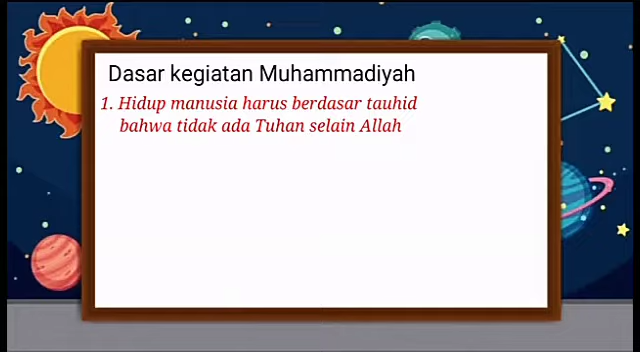 Dasar kegiatan Muhammadiyah
1. Hidup manusia harus berdasar tauhid
bahwa tidak ada Tuhan selain Allah